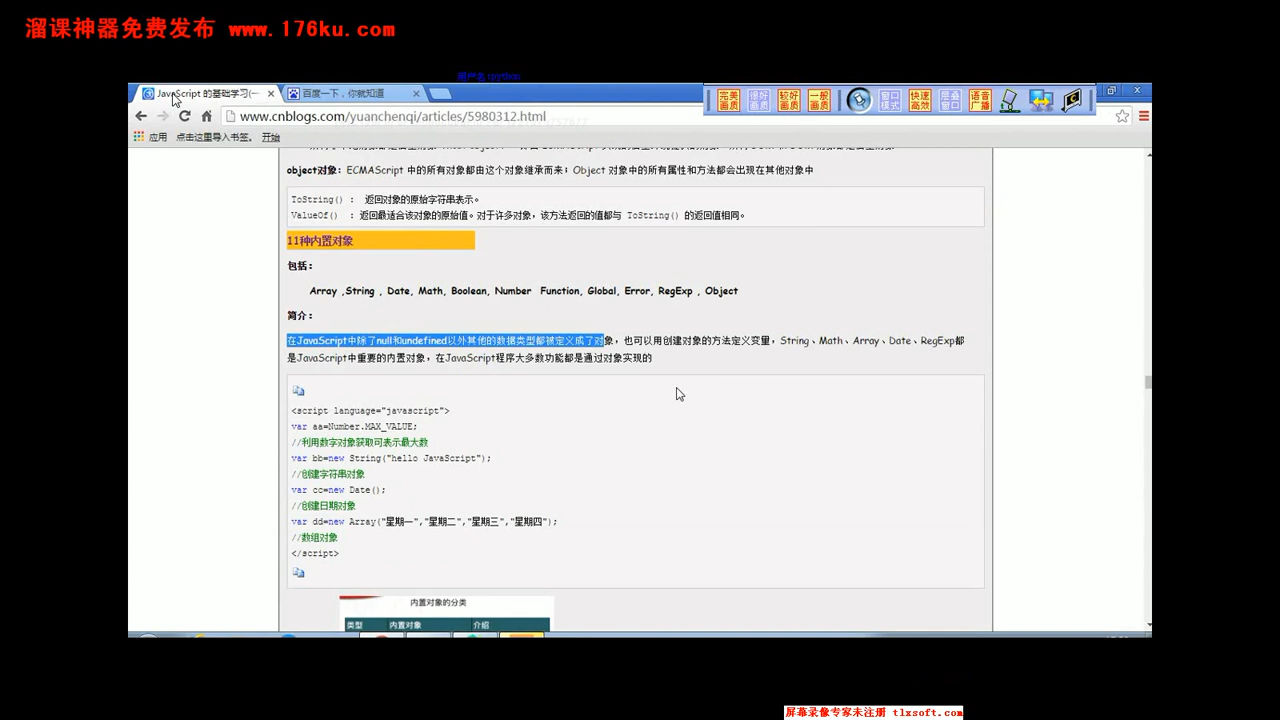 溜课神器免费发布 www.176ku.com
用户名 rpython
JavaScript 的基础学习(一
百度一下，你就知道
完美画质 很好画质 较好画质 一般画质 窗口模式 快速高效 层叠窗口 语音广播
www.cnblogs.com/yuanchenqi/articles/5980312.html
应用 点击这里导入书签。 开始
object对象：ECMAScript 中的所有对象都由这个对象继承而来；Object 对象中的所有属性和方法都会出现在其他对象中
ToString() : 返回对象的原始字符串表示。
ValueOf() : 返回最适合该对象的原始值。对于许多对象，该方法返回的值都与 ToString() 的返回值相同。
11种内置对象
包括：
Array ,String , Date, Math, Boolean, Number Function, Global, Error, RegExp , Object
简介：
在JavaScript中除了null和undefined以外其他的数据类型都被定义成了对象，也可以用创建对象的方法定义变量，String、Math、Array、Date、RegExp都
是JavaScript中重要的内置对象，在JavaScript程序大多数功能都是通过对象实现的
<script language="javascript">
var aa=Number.MAX_VALUE;
//利用数字对象获取可表示最大数
var bb=new String("hello JavaScript");
//创建字符串对象
var cc=new Date();
//创建日期对象
var dd=new Array("星期一","星期二","星期三","星期四");
//数组对象
</script>
内置对象的分类
类型 内置对象 介绍
屏幕录像专家未注册 tlxsoft.com